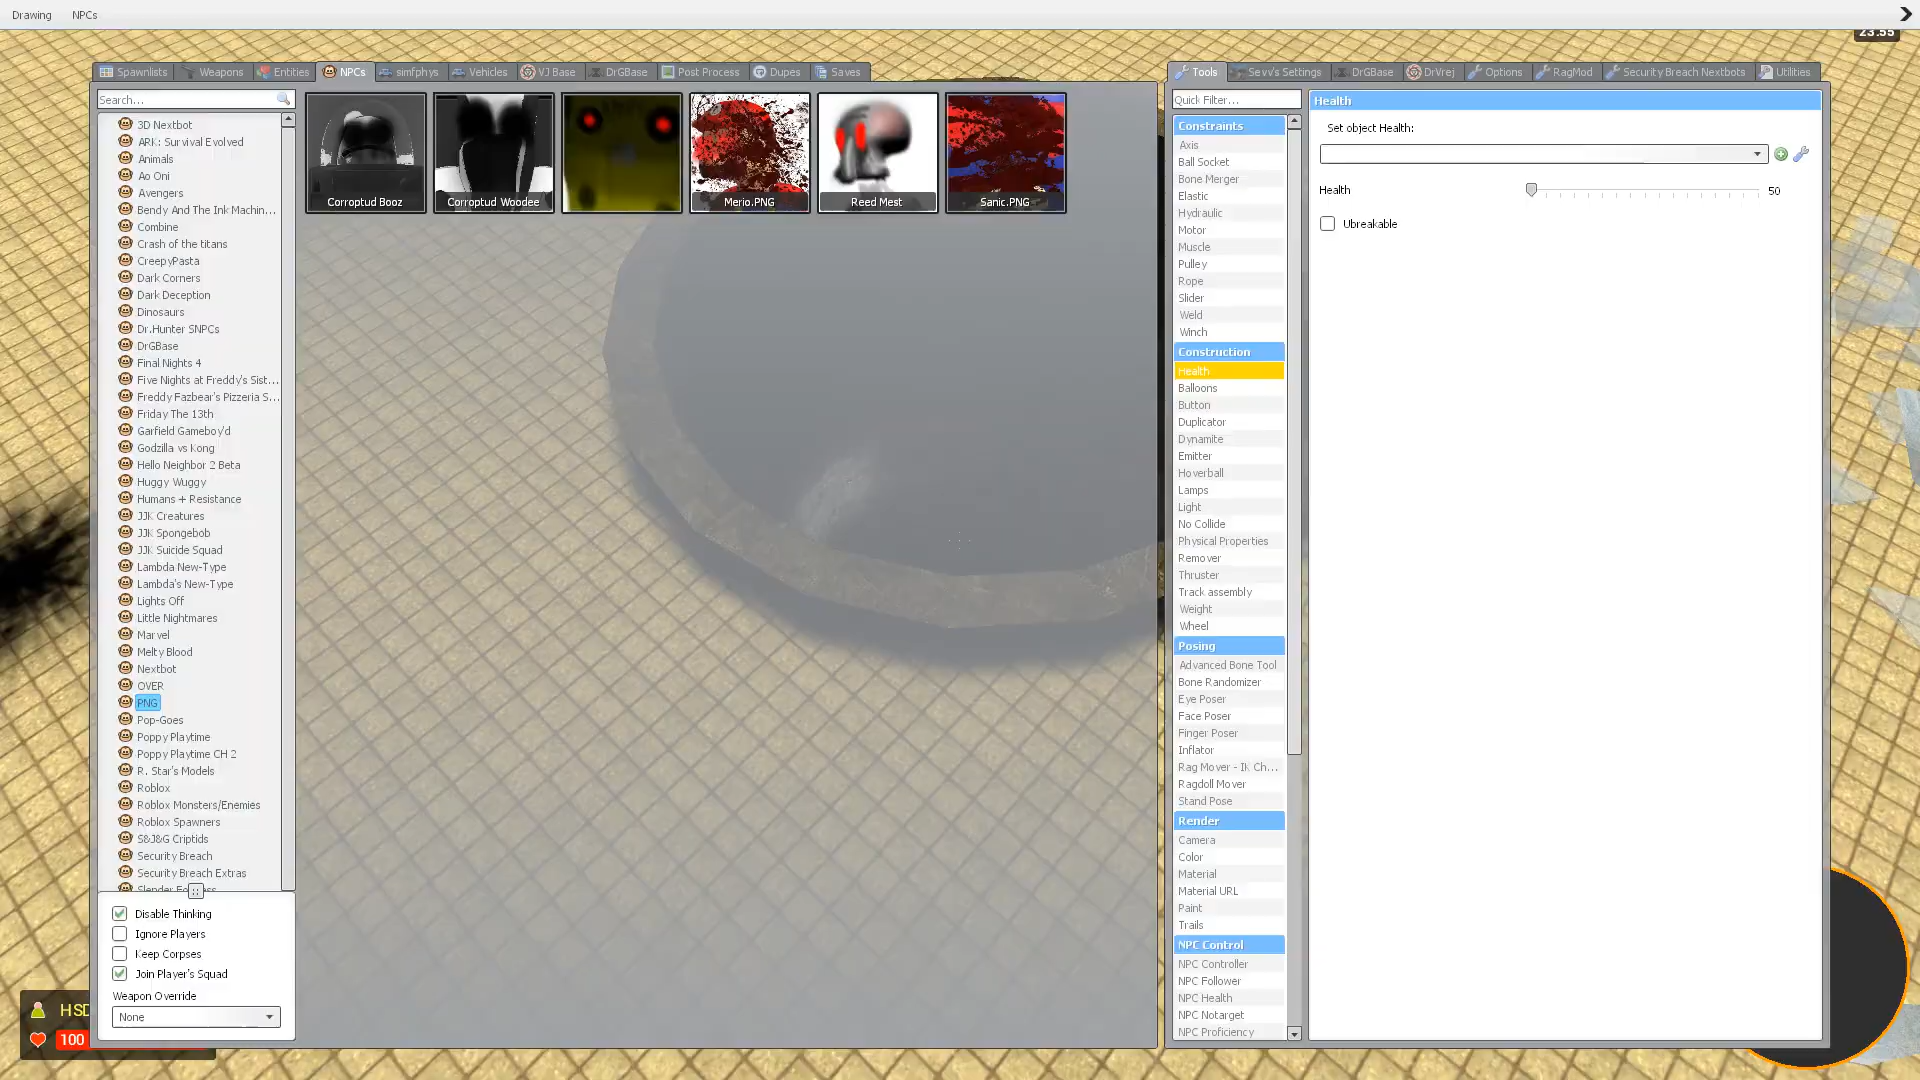 Drawing NPCs
23:55
Spawnlists Weapons Entities NPCs simfphys Vehicles VJ Base DrGBase Post Process Dupes Saves
Search...
3D Nextbot
ARK: Survival Evolved
Animals
Ao Oni
Avengers
Bendy And The Ink Machin...
Combine
Crash of the titans
CreepyPasta
Dark Corners
Dark Deception
Dinosaurs
Dr.Hunter SNPCs
DrGBase
Final Nights 4
Five Nights at Freddy's Sist...
Freddy Fazbear's Pizzeria S...
Friday The 13th
Garfield Gameboy'd
Godzilla vs Kong
Hello Neighbor 2 Beta
Huggy Wuggy
Humans + Resistance
JJK Creatures
JJK Spongebob
JJK Suicide Squad
Lambda New-Type
Lambda's New-Type
Lights Off
Little Nightmares
Marvel
Melty Blood
Nextbot
OVER
PNG
Pop-Goes
Poppy Playtime
Poppy Playtime CH 2
R. Star's Models
Roblox
Roblox Monsters/Enemies
Roblox Spawners
S&J&G Criptids
Security Breach
Security Breach Extras
Disable Thinking
Ignore Players
Keep Corpses
Join Player's Squad
Weapon Override
None
HSD
100
Corroptud Booz
Corroptud Woodee
Merio.PNG
Reed Mest
Sanic.PNG
Tools Sevv's Settings DrGBase DrVrej Options RagMod Security Breach Nextbots Utilities
Quick Filter...
Constraints
Axis
Ball Socket
Bone Merger
Elastic
Hydraulic
Motor
Muscle
Pulley
Rope
Slider
Weld
Winch
Construction
Health
Balloons
Button
Duplicator
Dynamite
Emitter
Hoverball
Lamps
Light
No Collide
Physical Properties
Remover
Thruster
Track assembly
Weight
Wheel
Posing
Advanced Bone Tool
Bone Randomizer
Eye Poser
Face Poser
Finger Poser
Inflator
Rag Mover - IK Ch...
Ragdoll Mover
Stand Pose
Render
Camera
Color
Material
Material URL
Paint
Trails
NPC Control
NPC Controller
NPC Follower
NPC Health
NPC Notarget
NPC Proficiency
Health
Set object Health:
Health 50
Ubreakable